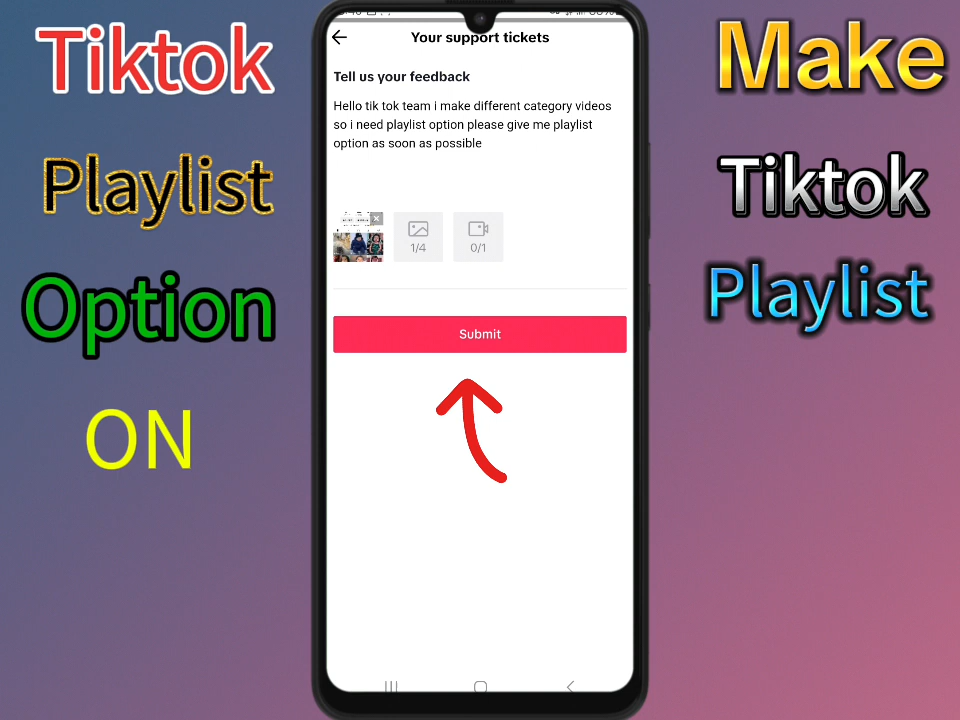 Tiktok
Playlist
Option
ON
Your support tickets
Tell us your feedback
Hello tik tok team i make different category videos
so i need playlist option please give me playlist
option as soon as possible
1/4
0/1
Submit
Make
Tiktok
Playlist